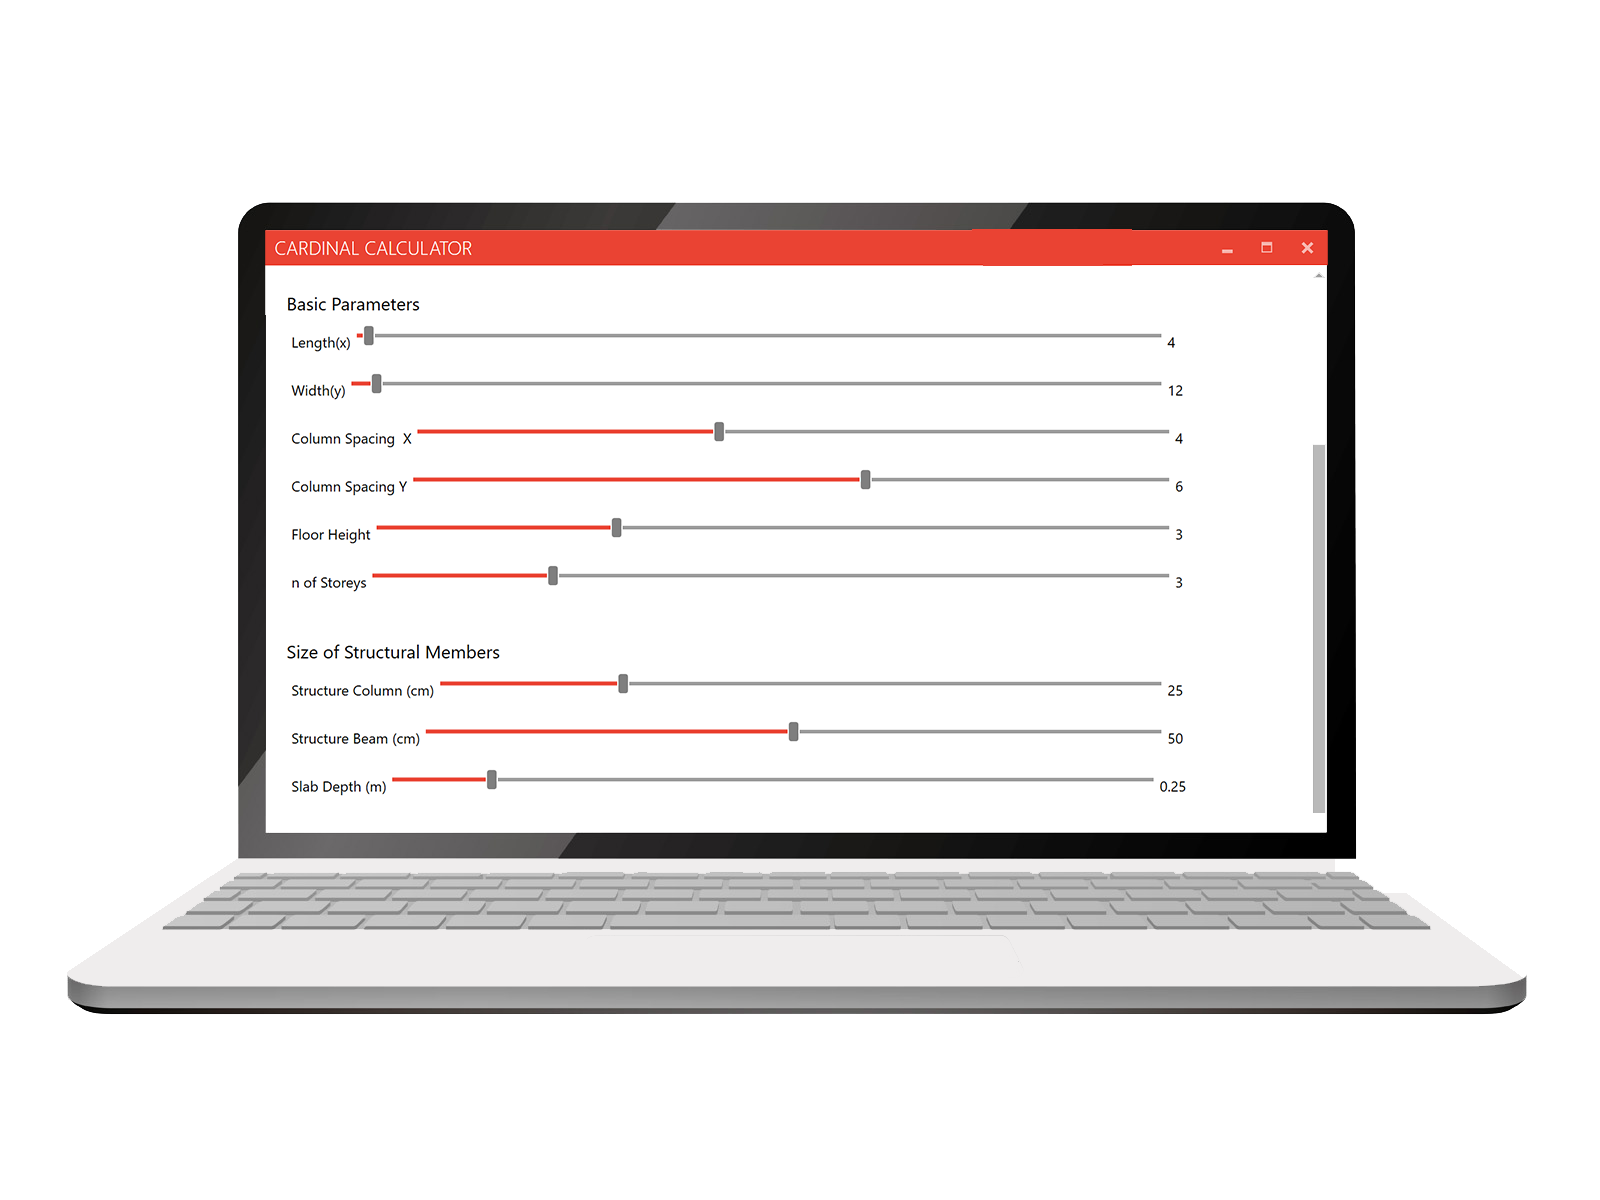 CARDINAL CALCULATOR
Basic Parameters
Length(x) 4
Width(y) 12
Column Spacing  X 4
Column Spacing Y 6
Floor Height 3
n of Storeys 3
Size of Structural Members
Structure Column (cm) 25
Structure Beam (cm) 50
Slab Depth (m) 0.25